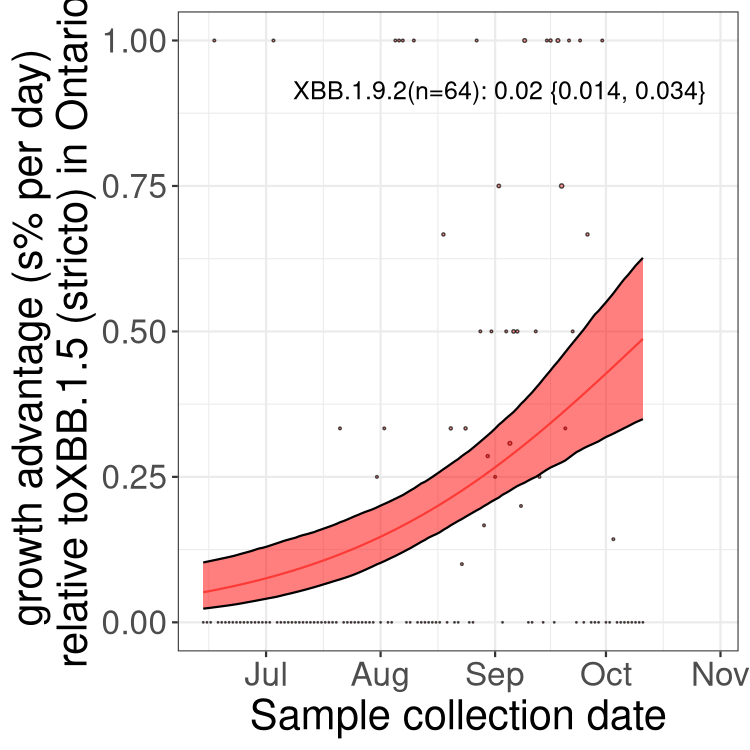 growth advantage (s% per day)
relative toXBB.1.5 (stricto) in Ontario
1.00
XBB.1.9.2(n=64): 0.02 {0.014, 0.034}
0.75
0.50
0.25
0.00
Jul Aug Sep Oct Nov
Sample collection date